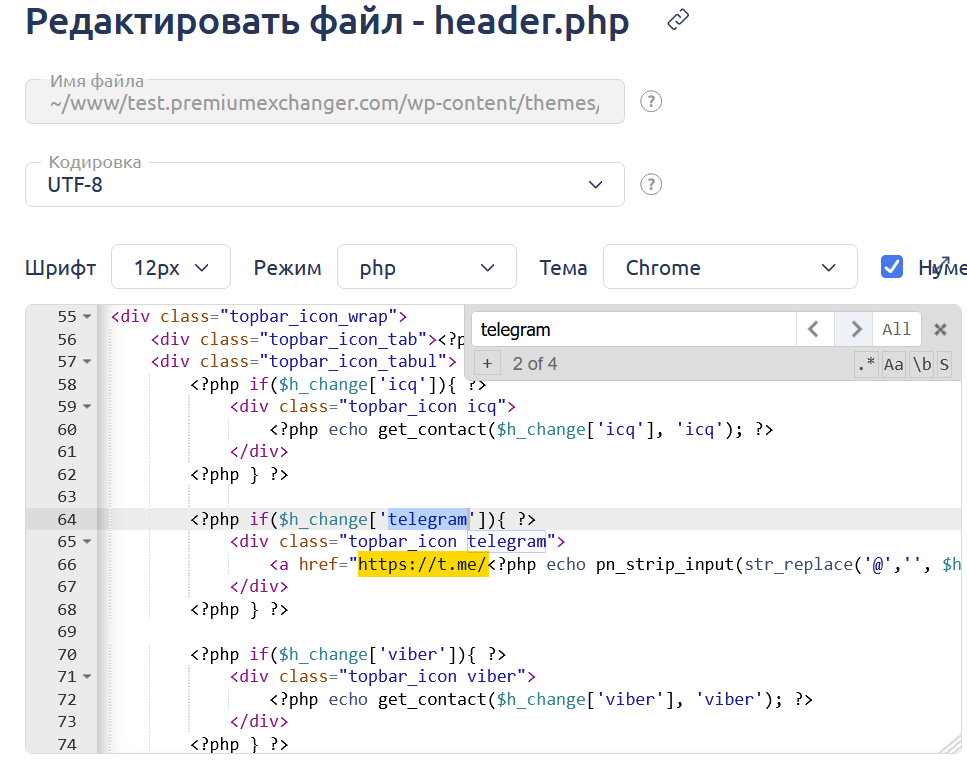 Редактировать файл - header.php
Имя файла
~/www/test.premiumexchanger.com/wp-content/themes/
?
Кодировка
UTF-8
?
Шрифт 12px Режим php Тема Chrome Нуме
telegram All
+ 2 of 4 .* Aa \b S
55 <div class="topbar_icon_wrap">
56 <div class="topbar_icon_tab"><?p
57 <div class="topbar_icon_tabul">
58 <?php if($h_change['icq']){ ?>
59 <div class="topbar_icon icq">
60 <?php echo get_contact($h_change['icq'], 'icq'); ?>
61 </div>
62 <?php } ?>
63
64 <?php if($h_change['telegram']){ ?>
65 <div class="topbar_icon telegram">
66 <a href="https://t.me/<?php echo pn_strip_input(str_replace('@','', $h
67 </div>
68 <?php } ?>
69
70 <?php if($h_change['viber']){ ?>
71 <div class="topbar_icon viber">
72 <?php echo get_contact($h_change['viber'], 'viber'); ?>
73 </div>
74 <?php } ?>